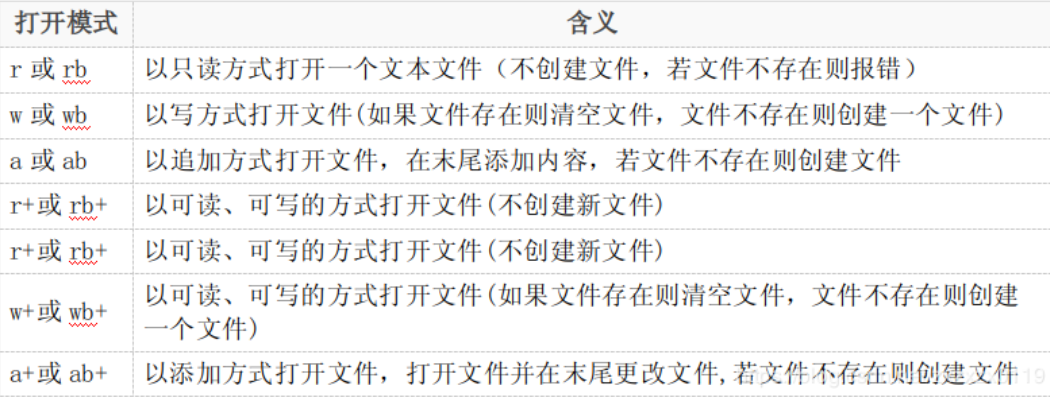 打开模式 含义
r 或 rb 以只读方式打开一个文本文件（不创建文件，若文件不存在则报错）
w 或 wb 以写方式打开文件(如果文件存在则清空文件，文件不存在则创建一个文件)
a 或 ab 以追加方式打开文件，在末尾添加内容，若文件不存在则创建文件
r+或 rb+ 以可读、可写的方式打开文件(不创建新文件)
r+或 rb+ 以可读、可写的方式打开文件(不创建新文件)
w+或 wb+ 以可读、可写的方式打开文件(如果文件存在则清空文件，文件不存在则创建
一个文件)
a+或 ab+ 以添加方式打开文件，打开文件并在末尾更改文件,若文件不存在则创建文件